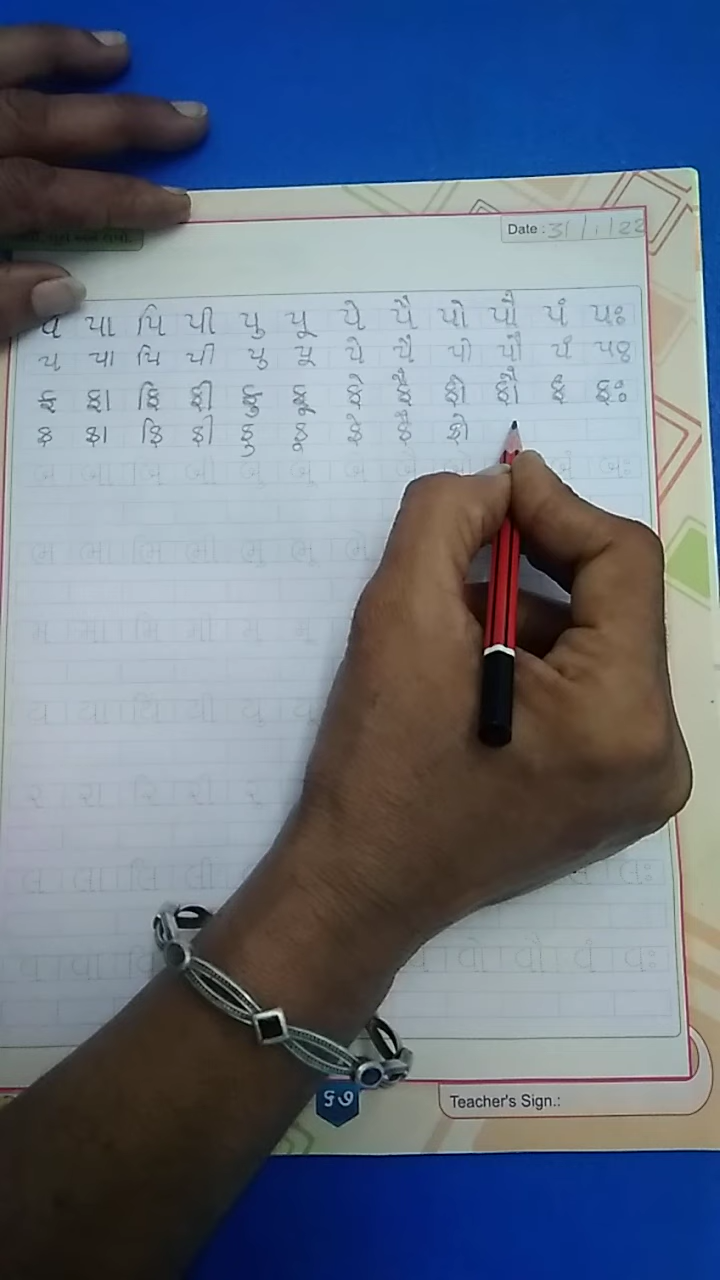 Date : 31/1/22
પ પા પિ પી પુ પૂ પે પૈ પો પૌ પં પઃ
પ પા પિ પી પુ પૂ પે પૈ પો પૌ પં પઃ
ફ ફા ફિ ફી ફુ ફૂ ફે ફૈ ફો ફૌ ફં ફઃ
ફ ફા ફિ ફી ફુ ફૂ ફે ફૈ ફો
બ બા બિ બી બુ બૂ બે બૈ બો બં બઃ
ભ ભા ભિ ભી ભુ ભૂ ભે
મ મા મિ મી મુ મૂ
ય યા યિ યી યુ યૂ
ર રા રિ રી રુ
લ લા લિ લી લં લઃ
વ વા વિ વે વો વૌ વં વઃ
૬૭
Teacher's Sign.: